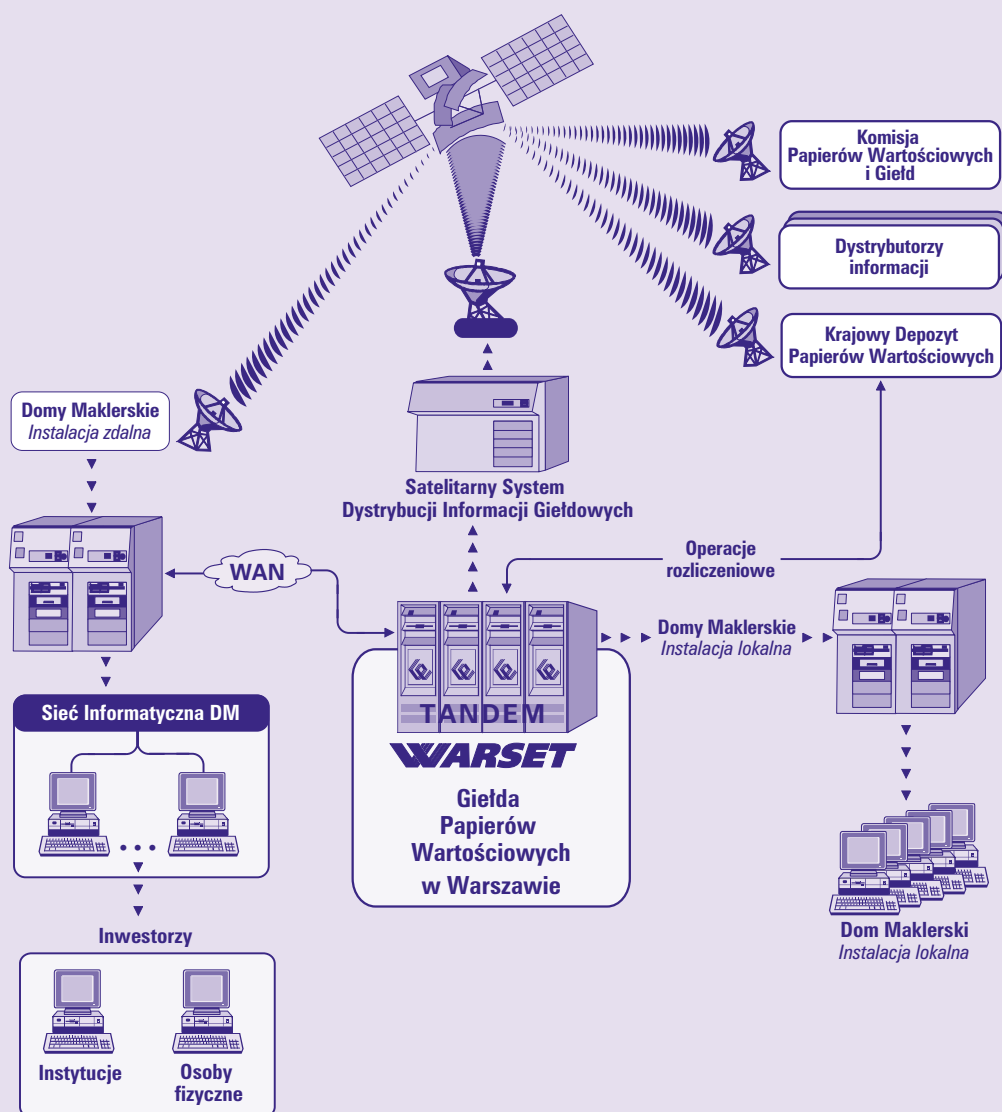 Komisja
Papierów Wartościowych
i Giełd
Dystrybutorzy
informacji
Krajowy Depozyt
Papierów Wartościowych
Domy Maklerskie
Instalacja zdalna
Satelitarny System
Dystrybucji Informacji Giełdowych
WAN
Operacje
rozliczeniowe
Domy Maklerskie
Instalacja lokalna
TANDEM
WARSET
Giełda
Papierów
Wartościowych
w Warszawie
Sieć Informatyczna DM
Inwestorzy
Instytucje
Osoby
fizyczne
Dom Maklerski
Instalacja lokalna